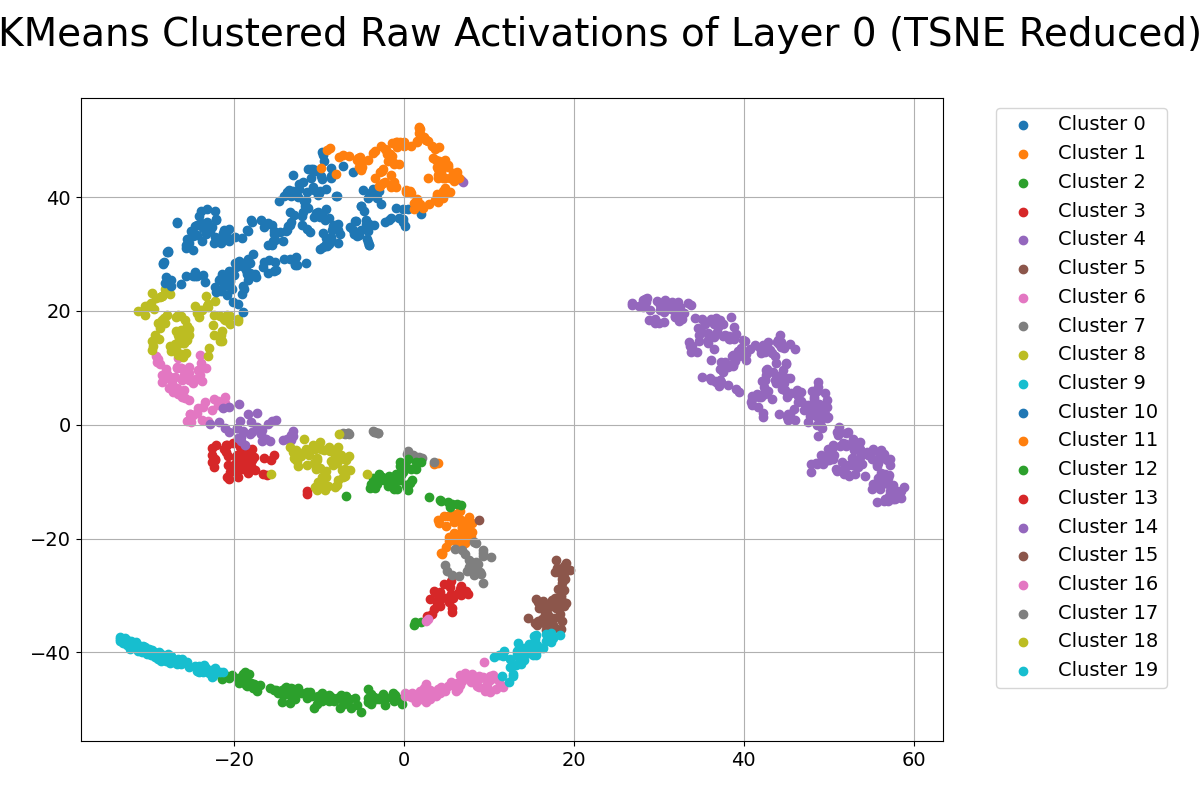 KMeans Clustered Raw Activations of Layer 0 (TSNE Reduced)
40
20
0
−20
−40
−20 0 20 40 60
Cluster 0
Cluster 1
Cluster 2
Cluster 3
Cluster 4
Cluster 5
Cluster 6
Cluster 7
Cluster 8
Cluster 9
Cluster 10
Cluster 11
Cluster 12
Cluster 13
Cluster 14
Cluster 15
Cluster 16
Cluster 17
Cluster 18
Cluster 19